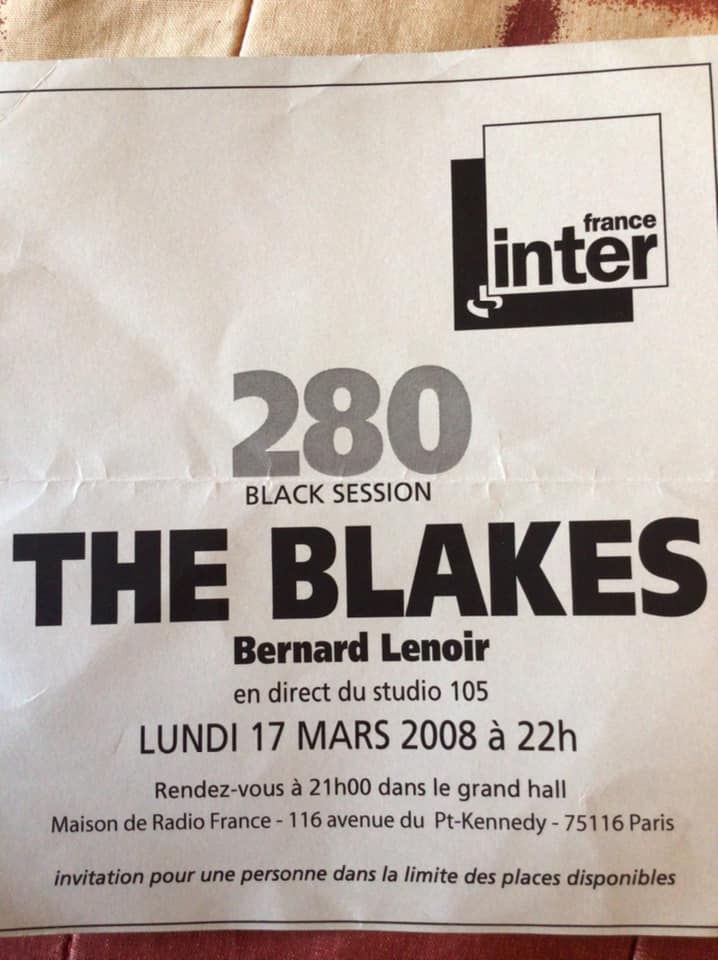 france
inter
280
BLACK SESSION
THE BLAKES
Bernard Lenoir
en direct du studio 105
LUNDI 17 MARS 2008 à 22h
Rendez-vous à 21h00 dans le grand hall
Maison de Radio France - 116 avenue du Pt-Kennedy - 75116 Paris
invitation pour une personne dans la limite des places disponibles